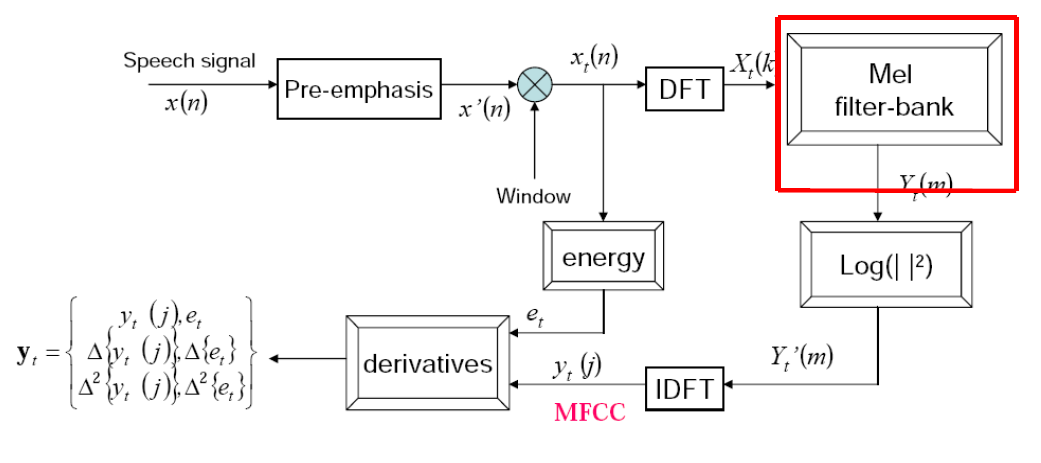 Speech signal
x(n)
Pre-emphasis
x'(n)
Window
x_t(n)
DFT
X_t(k
Mel
filter-bank
Y_t(m)
Log(| |²)
energy
e_t
Y_t'(m)
IDFT
y_t (j)
MFCC
derivatives
y_t = { y_t (j), e_t
Δ{y_t (j)}, Δ{e_t}
Δ²{y_t (j)}, Δ²{e_t} }